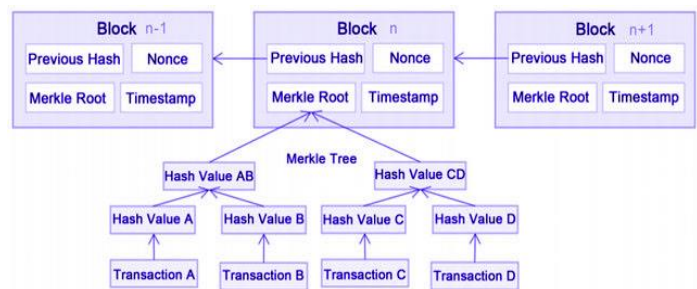 Block n-1 Block n Block n+1
Previous Hash Nonce Previous Hash Nonce Previous Hash Nonce
Merkle Root Timestamp Merkle Root Timestamp Merkle Root Timestamp
Merkle Tree
Hash Value AB Hash Value CD
Hash Value A Hash Value B Hash Value C Hash Value D
Transaction A Transaction B Transaction C Transaction D